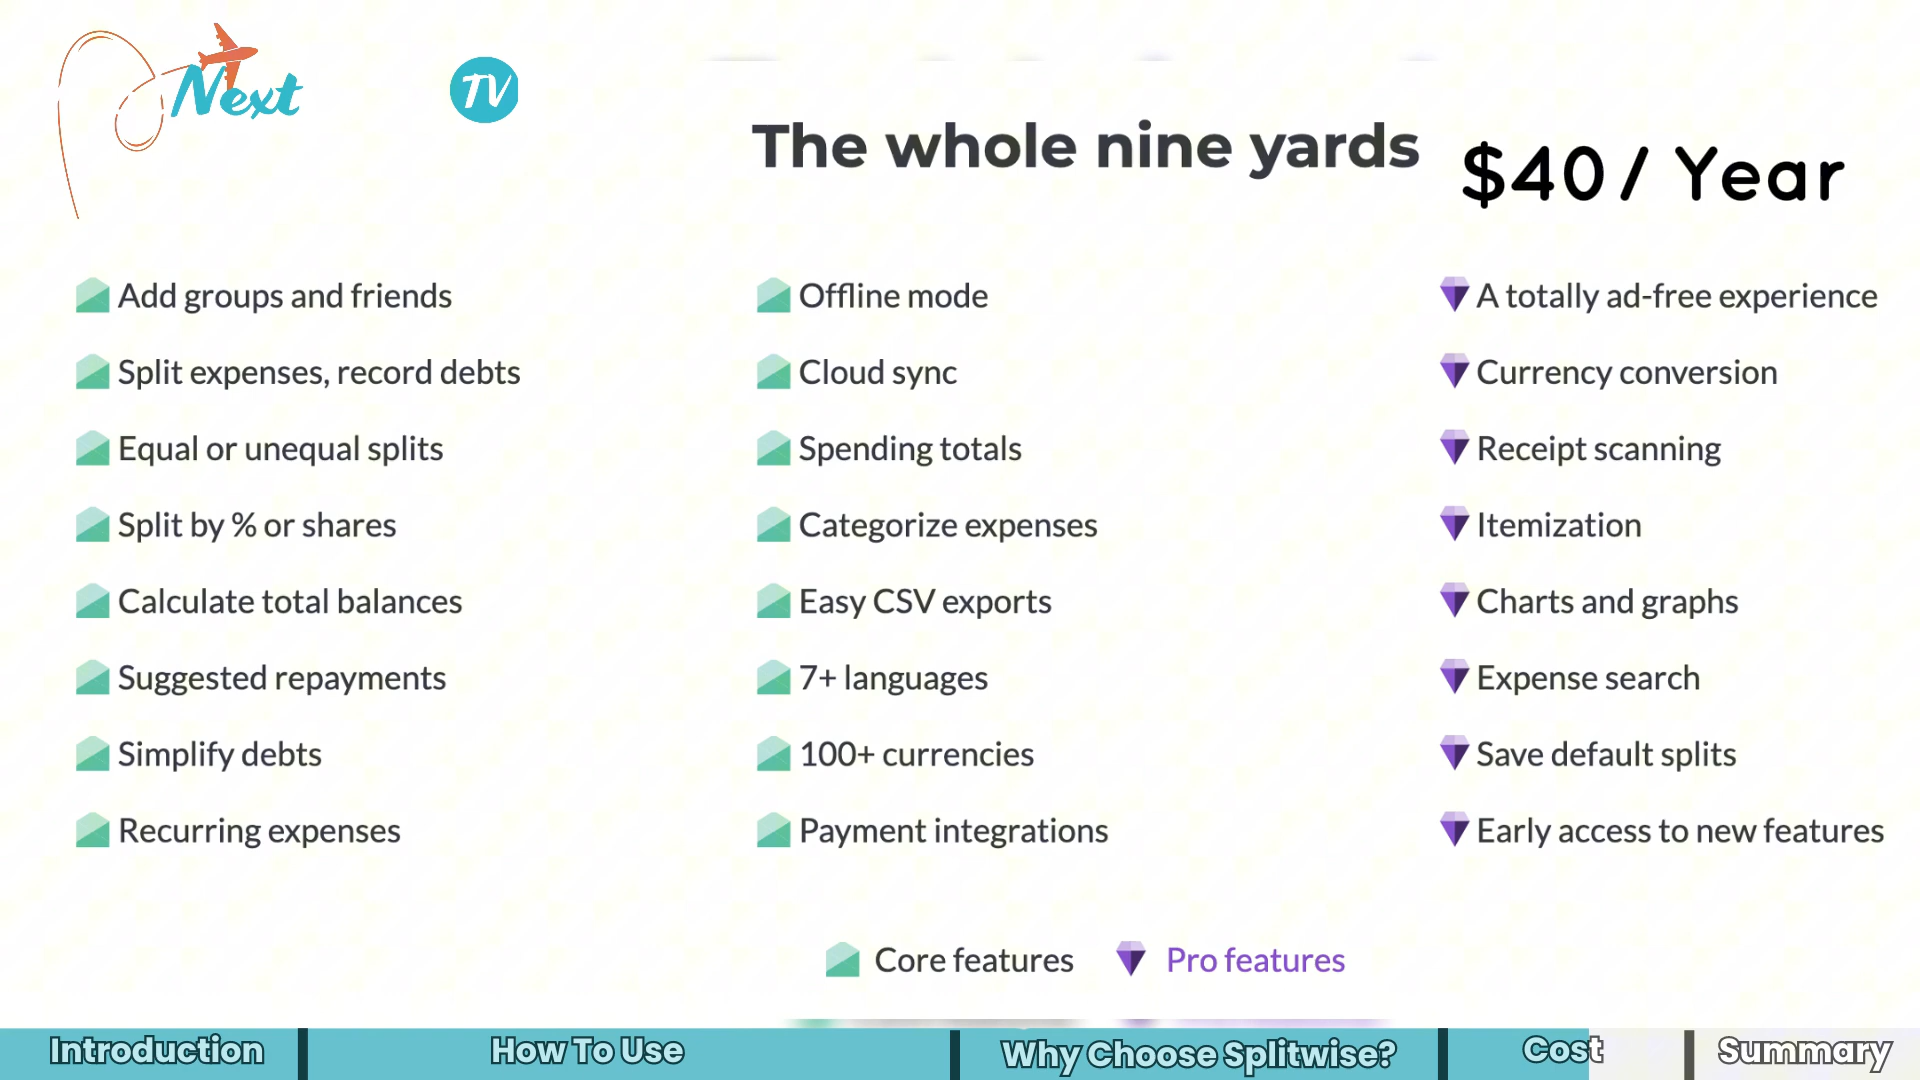 Next
TV
The whole nine yards
$40/ Year
Add groups and friends
Split expenses, record debts
Equal or unequal splits
Split by % or shares
Calculate total balances
Suggested repayments
Simplify debts
Recurring expenses
Offline mode
Cloud sync
Spending totals
Categorize expenses
Easy CSV exports
7+ languages
100+ currencies
Payment integrations
A totally ad-free experience
Currency conversion
Receipt scanning
Itemization
Charts and graphs
Expense search
Save default splits
Early access to new features
Core features
Pro features
Introduction
How To Use
Why Choose Splitwise?
Cost
Summary